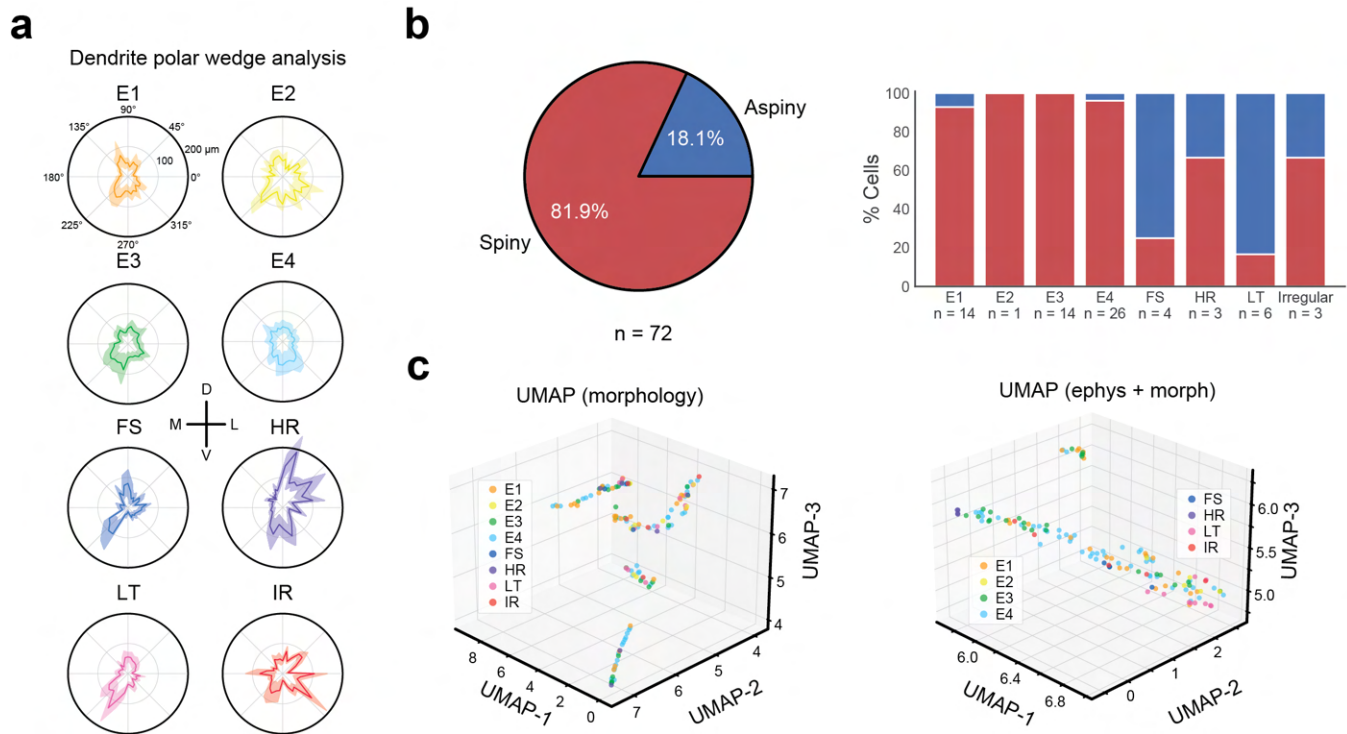 a
Dendrite polar wedge analysis
E1
E2
90°
135°
45°
200 µm
100
180°
0°
225°
315°
270°
E3
E4
D
M
L
V
FS
HR
LT
IR
b
Aspiny
18.1%
81.9%
Spiny
n = 72
% Cells
100
80
60
40
20
0
E1 E2 E3 E4 FS HR LT Irregular
n = 14 n = 1 n = 14 n = 26 n = 4 n = 3 n = 6 n = 3
c
UMAP (morphology)
E1
E2
E3
E4
FS
HR
LT
IR
7
6
5
4
UMAP-3
8
6
4
2
0
UMAP-1
7
6
5
4
UMAP-2
UMAP (ephys + morph)
FS
HR
LT
IR
E1
E2
E3
E4
6.0
5.5
5.0
UMAP-3
6.0
6.4
6.8
UMAP-1
0
1
2
UMAP-2